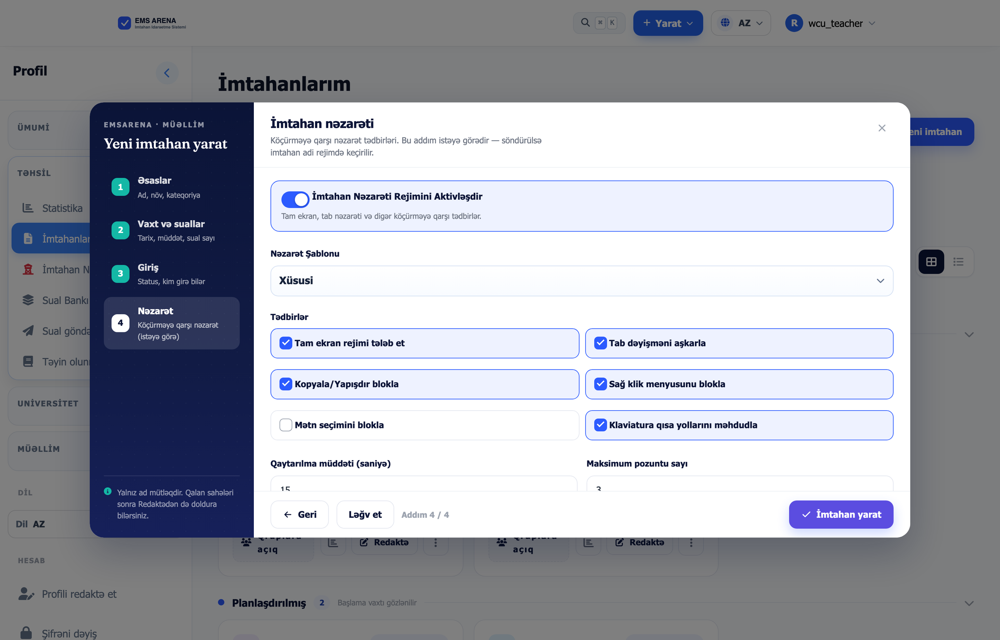 EMS ARENA
İmtahan İdarəetmə Sistemi
⌘ K
Yarat
AZ
R wcu_teacher
Profil
İmtahanlarım
ÜMUMİ
TƏHSİL
Statistika
İmtahanlar
İmtahan N
Sual Bankı
Sual göndə
Təyin olun
UNİVERSİTET
MÜƏLLİM
DİL
Dil AZ
HESAB
Profili redaktə et
Şifrəni dəyiş
eni imtahan
EMSARENA · MÜƏLLİM
Yeni imtahan yarat
1 Əsaslar
Ad, növ, kateqoriya
2 Vaxt və suallar
Tarix, müddət, sual sayı
3 Giriş
Status, kim girə bilər
4 Nəzarət
Köçürməyə qarşı nəzarət
(istəyə görə)
Yalnız ad mütləqdir. Qalan sahələri
sonra Redaktədən də doldura
bilərsiniz.
İmtahan nəzarəti
Köçürməyə qarşı nəzarət tədbirləri. Bu addım istəyə görədir — söndürülsə
imtahan adi rejimdə keçirilir.
İmtahan Nəzarəti Rejimini Aktivləşdir
Tam ekran, tab nəzarəti və digər köçürməyə qarşı tədbirlər.
Nəzarət Şablonu
Xüsusi
Tədbirlər
Tam ekran rejimi tələb et
Tab dəyişməni aşkarla
Kopyala/Yapışdır blokla
Sağ klik menyusunu blokla
Mətn seçimini blokla
Klaviatura qısa yollarını məhdudla
Qaytarılma müddəti (saniyə)
Maksimum pozuntu sayı
15
3
Geri
Ləğv et
Addım 4 / 4
İmtahan yarat
Qruplara
açıq
Redaktə
Qruplara
açıq
Redaktə
Planlaşdırılmış 2 Başlama vaxtı gözlənilir